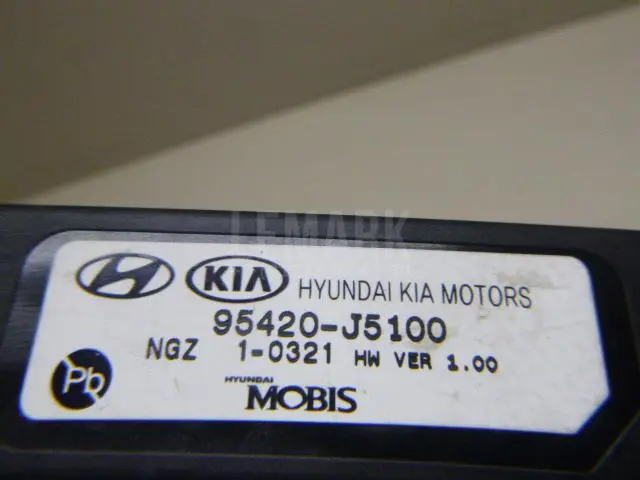 LEMARK
KIA HYUNDAI KIA MOTORS
95420-J5100
NGZ 1-0321 HW VER 1.00
Pb
HYUNDAI
MOBIS